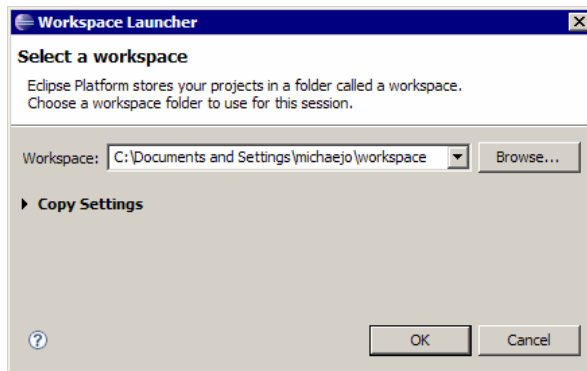 Workspace Launcher
Select a workspace
Eclipse Platform stores your projects in a folder called a workspace.
Choose a workspace folder to use for this session.
Workspace: C:\Documents and Settings\michaejo\workspace Browse...
Copy Settings
? OK Cancel